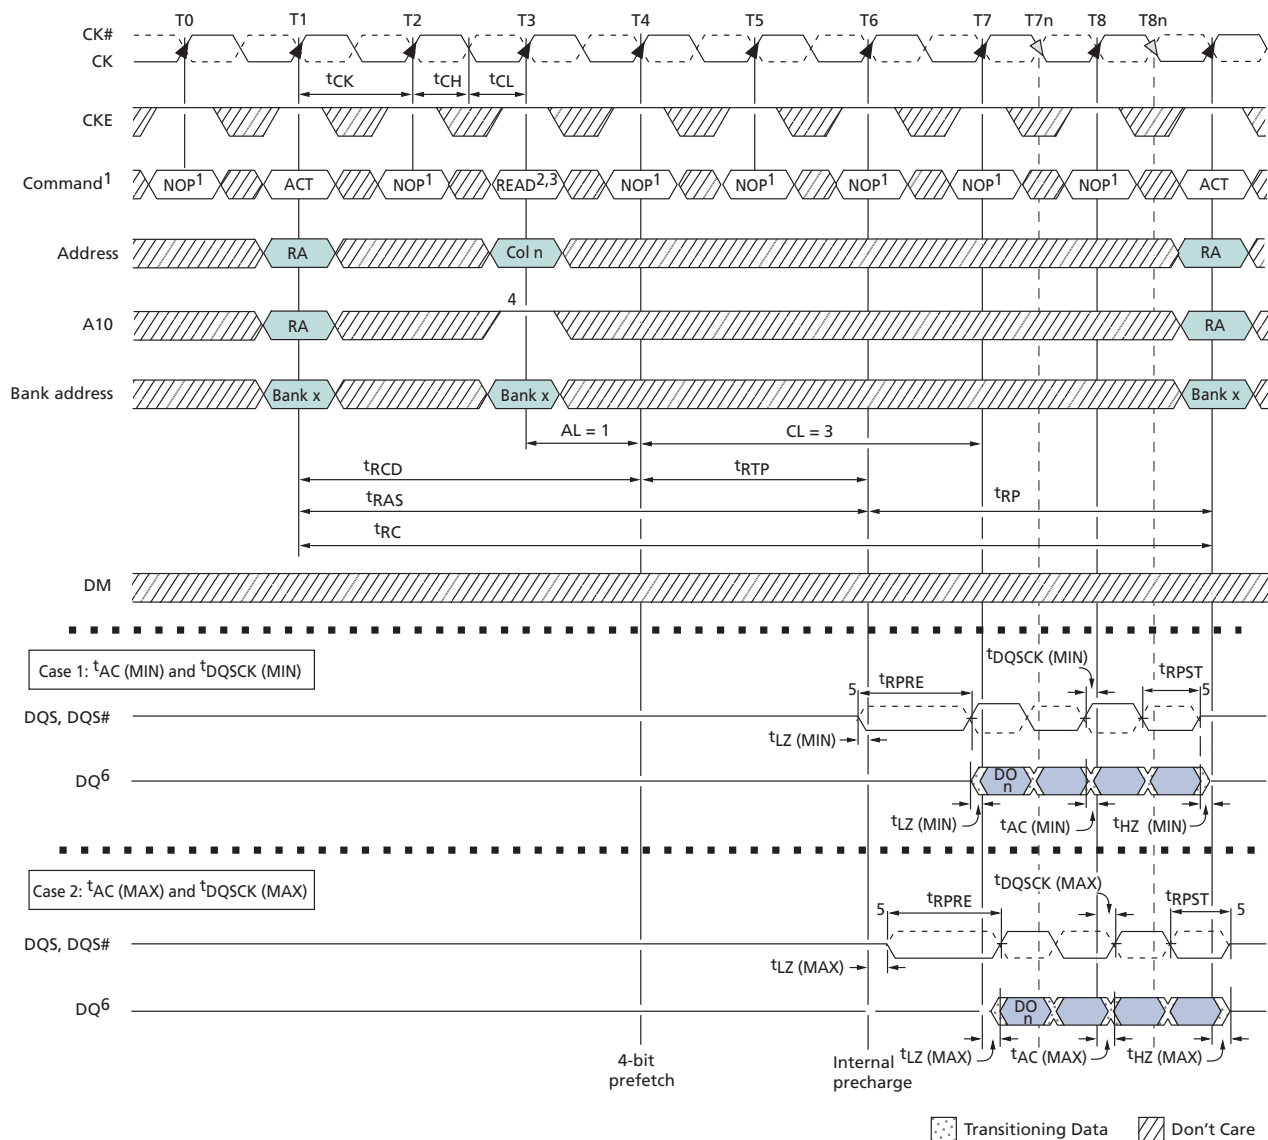 T0 T1 T2 T3 T4 T5 T6 T7 T7n T8 T8n
CK#
CK
tCK tCH tCL
CKE
Command1 NOP1 ACT NOP1 READ2,3 NOP1 NOP1 NOP1 NOP1 NOP1 ACT
Address RA Col n RA
4
A10 RA RA
Bank address Bank x Bank x Bank x
AL = 1 CL = 3
tRCD tRTP
tRAS tRP
tRC
DM
Case 1: tAC (MIN) and tDQSCK (MIN)
tDQSCK (MIN)
5 tRPRE tRPST 5
DQS, DQS#
tLZ (MIN)
DQ6 DO
n
tLZ (MIN) tAC (MIN) tHZ (MIN)
Case 2: tAC (MAX) and tDQSCK (MAX)
tDQSCK (MAX)
5 tRPRE tRPST 5
DQS, DQS#
tLZ (MAX)
DQ6 DO
n
tLZ (MAX) tAC (MAX) tHZ (MAX)
4-bit
prefetch
Internal
precharge
Transitioning Data Don't Care